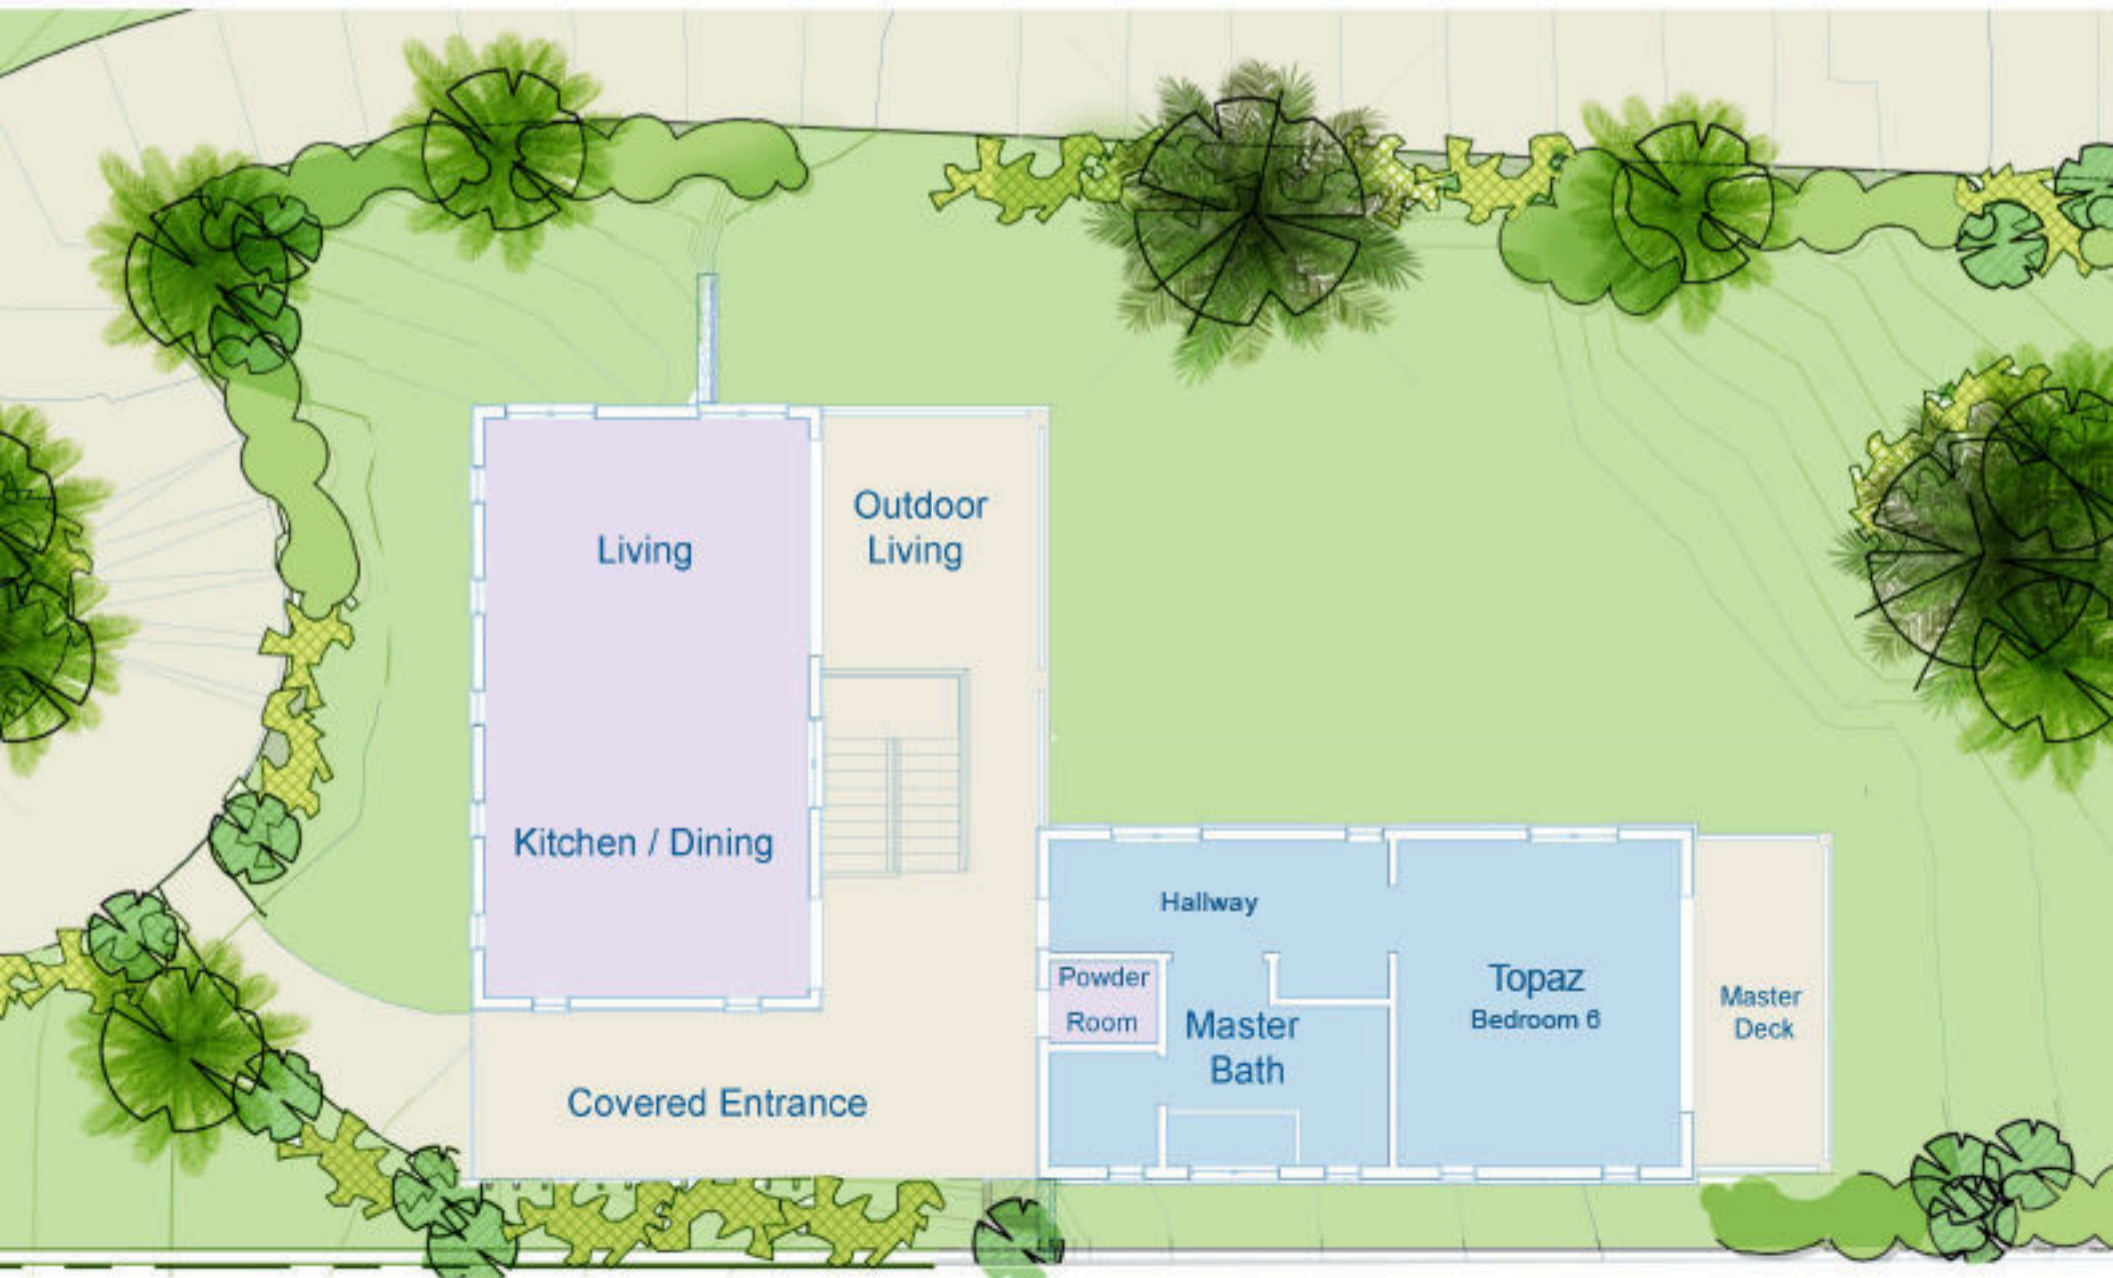 Outdoor
Living
Living
Kitchen / Dining
Hallway
Powder
Room
Master
Bath
Topaz
Bedroom 6
Master
Deck
Covered Entrance